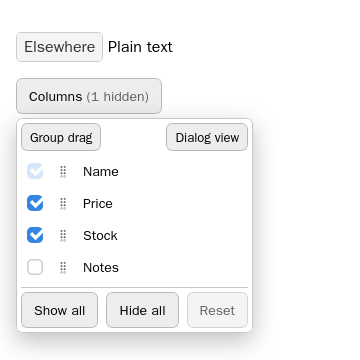 Elsewhere Plain text
Columns (1 hidden)
Group drag Dialog view
Name
Price
Stock
Notes
Show all Hide all Reset